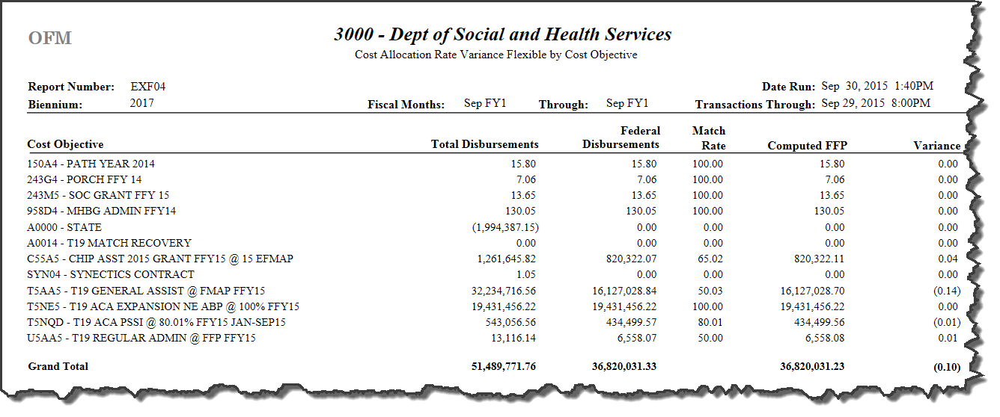 OFM
3000 - Dept of Social and Health Services
Cost Allocation Rate Variance Flexible by Cost Objective
Report Number: EXF04 Date Run: Sep 30, 2015 1:40PM
Biennium: 2017 Fiscal Months: Sep FY1 Through: Sep FY1 Transactions Through: Sep 29, 2015 8:00PM
Federal Match
Cost Objective Total Disbursements Disbursements Rate Computed FFP Variance
150A4 - PATH YEAR 2014 15.80 15.80 100.00 15.80 0.00
243G4 - PORCH FFY 14 7.06 7.06 100.00 7.06 0.00
243M5 - SOC GRANT FFY 15 13.65 13.65 100.00 13.65 0.00
958D4 - MHBG ADMIN FFY14 130.05 130.05 100.00 130.05 0.00
A0000 - STATE (1,994,387.15) 0.00 0.00 0.00 0.00
A0014 - T19 MATCH RECOVERY 0.00 0.00 0.00 0.00 0.00
C55A5 - CHIP ASST 2015 GRANT FFY15 @ 15 EFMAP 1,261,645.82 820,322.07 65.02 820,322.11 0.04
SYN04 - SYNECTICS CONTRACT 1.05 0.00 0.00 0.00 0.00
T5AA5 - T19 GENERAL ASSIST @ FMAP FFY15 32,234,716.56 16,127,028.84 50.03 16,127,028.70 (0.14)
T5NE5 - T19 ACA EXPANSION NE ABP @ 100% FFY15 19,431,456.22 19,431,456.22 100.00 19,431,456.22 0.00
T5NQD - T19 ACA PSSI @ 80.01% FFY15 JAN-SEP15 543,056.56 434,499.57 80.01 434,499.56 (0.01)
U5AA5 - T19 REGULAR ADMIN @ FFP FFY15 13,116.14 6,558.07 50.00 6,558.08 0.01
Grand Total 51,489,771.76 36,820,031.33 36,820,031.23 (0.10)